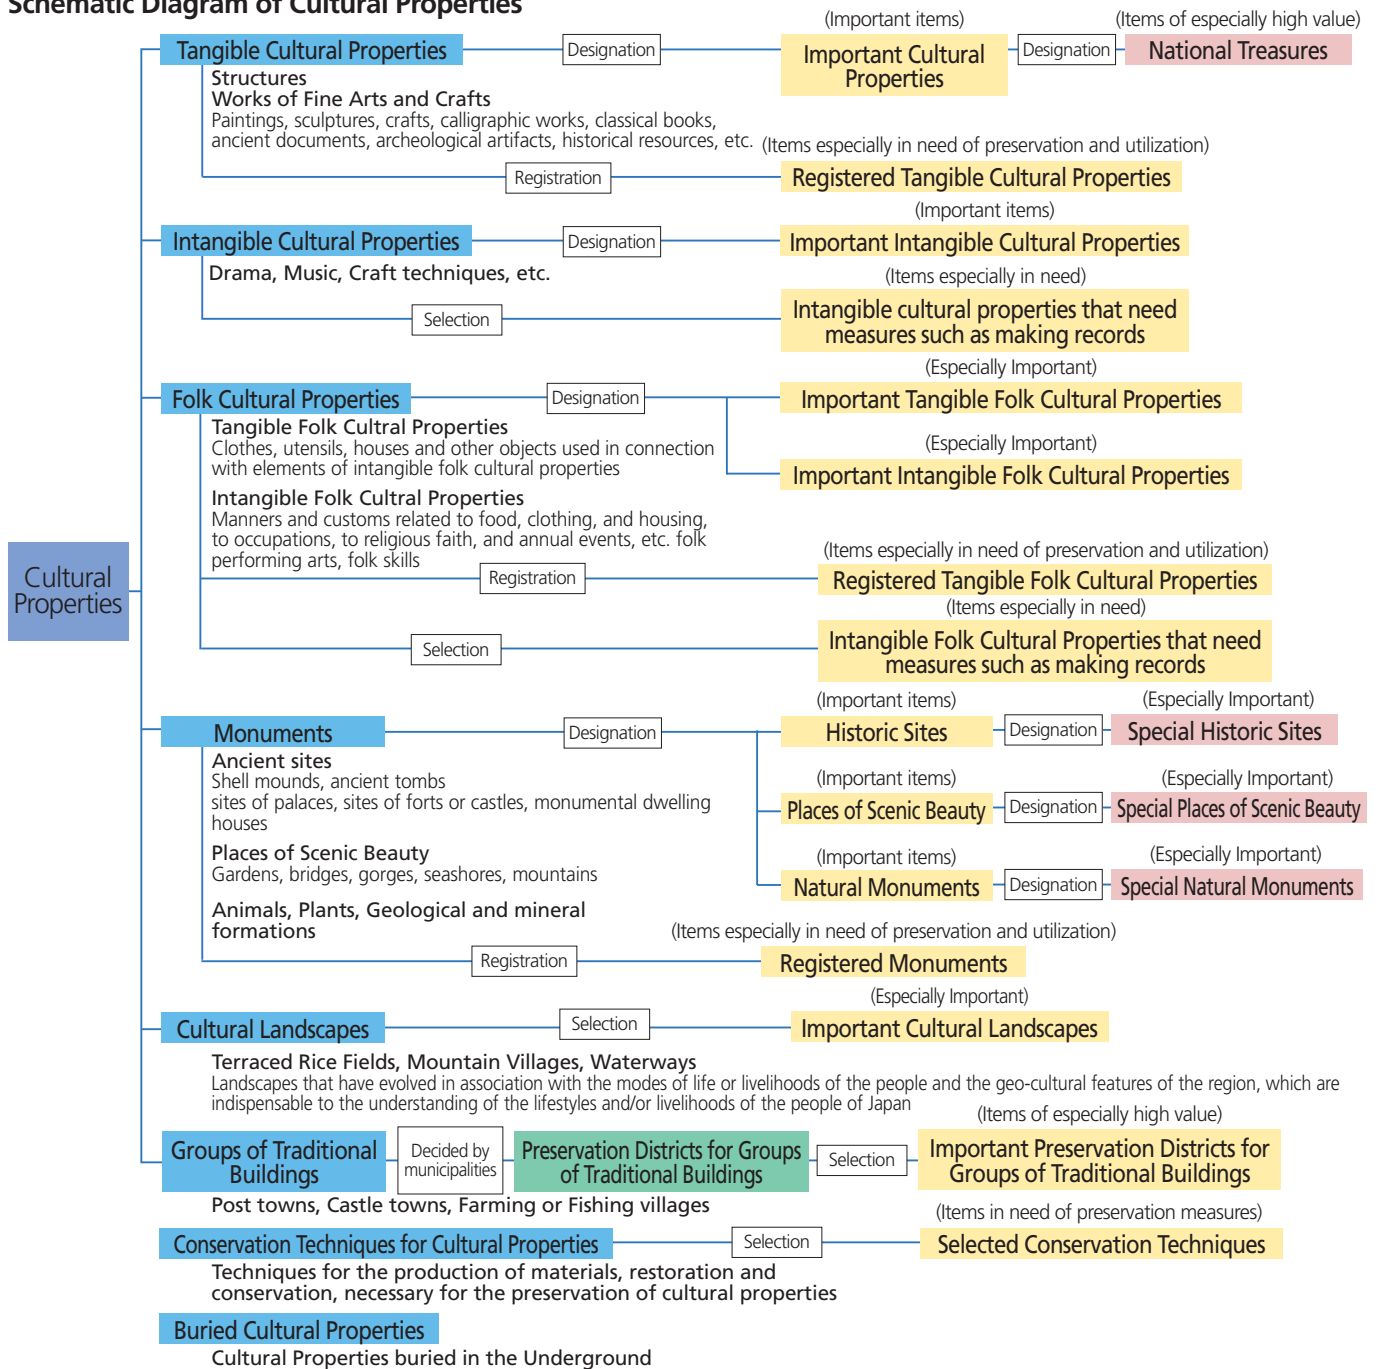 Schematic Diagram of Cultural Properties
(Important items)
(Items of especially high value)
Tangible Cultural Properties
Designation
Important Cultural
Properties
Designation
National Treasures
Structures
Works of Fine Arts and Crafts
Paintings, sculptures, crafts, calligraphic works, classical books,
ancient documents, archeological artifacts, historical resources, etc.
(Items especially in need of preservation and utilization)
Registration
Registered Tangible Cultural Properties
(Important items)
Intangible Cultural Properties
Designation
Important Intangible Cultural Properties
Drama, Music, Craft techniques, etc.
(Items especially in need)
Selection
Intangible cultural properties that need
measures such as making records
(Especially Important)
Folk Cultural Properties
Designation
Important Tangible Folk Cultural Properties
Tangible Folk Cultral Properties
Clothes, utensils, houses and other objects used in connection
with elements of intangible folk cultural properties
(Especially Important)
Important Intangible Folk Cultural Properties
Intangible Folk Cultral Properties
Manners and customs related to food, clothing, and housing,
to occupations, to religious faith, and annual events, etc. folk
performing arts, folk skills
(Items especially in need of preservation and utilization)
Registration
Registered Tangible Folk Cultural Properties
Cultural
Properties
(Items especially in need)
Selection
Intangible Folk Cultural Properties that need
measures such as making records
(Important items)
(Especially Important)
Monuments
Designation
Historic Sites
Designation
Special Historic Sites
Ancient sites
Shell mounds, ancient tombs
sites of palaces, sites of forts or castles, monumental dwelling
houses
(Important items)
(Especially Important)
Places of Scenic Beauty
Designation
Special Places of Scenic Beauty
Places of Scenic Beauty
Gardens, bridges, gorges, seashores, mountains
(Important items)
(Especially Important)
Natural Monuments
Designation
Special Natural Monuments
Animals, Plants, Geological and mineral
formations
(Items especially in need of preservation and utilization)
Registration
Registered Monuments
(Especially Important)
Cultural Landscapes
Selection
Important Cultural Landscapes
Terraced Rice Fields, Mountain Villages, Waterways
Landscapes that have evolved in association with the modes of life or livelihoods of the people and the geo-cultural features of the region, which are
indispensable to the understanding of the lifestyles and/or livelihoods of the people of Japan
(Items of especially high value)
Groups of Traditional
Buildings
Decided by
municipalities
Preservation Districts for Groups
of Traditional Buildings
Selection
Important Preservation Districts for
Groups of Traditional Buildings
Post towns, Castle towns, Farming or Fishing villages
(Items in need of preservation measures)
Conservation Techniques for Cultural Properties
Selection
Selected Conservation Techniques
Techniques for the production of materials, restoration and
conservation, necessary for the preservation of cultural properties
Buried Cultural Properties
Cultural Properties buried in the Underground